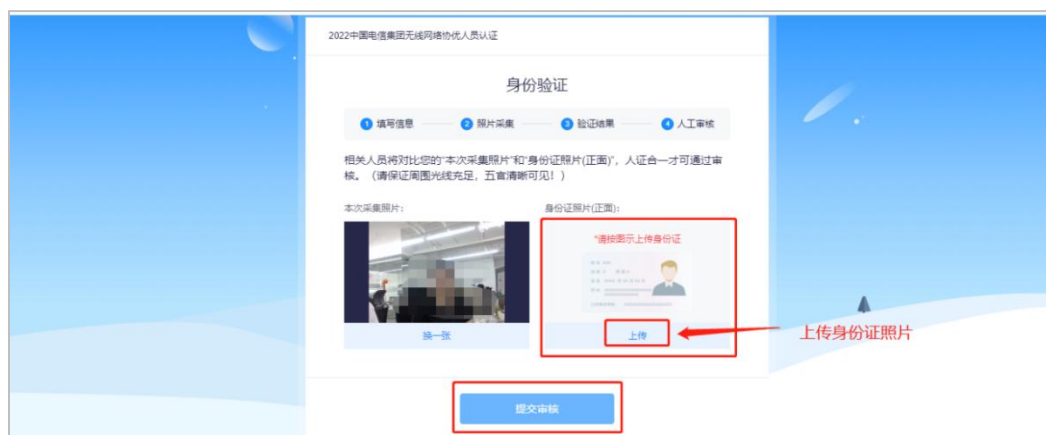 2022中国电信集团无线网络协优人员认证
身份验证
1 填写信息 2 照片采集 3 验证结果 4 人工审核
相关人员将对比您的“本次采集照片”和“身份证照片(正面)”，人证合一才可通过审
核。（请保证周围光线充足，五官清晰可见！）
本次采集照片： 身份证照片(正面)：
*请按图示上传身份证
换一张 上传
上传身份证照片
提交审核